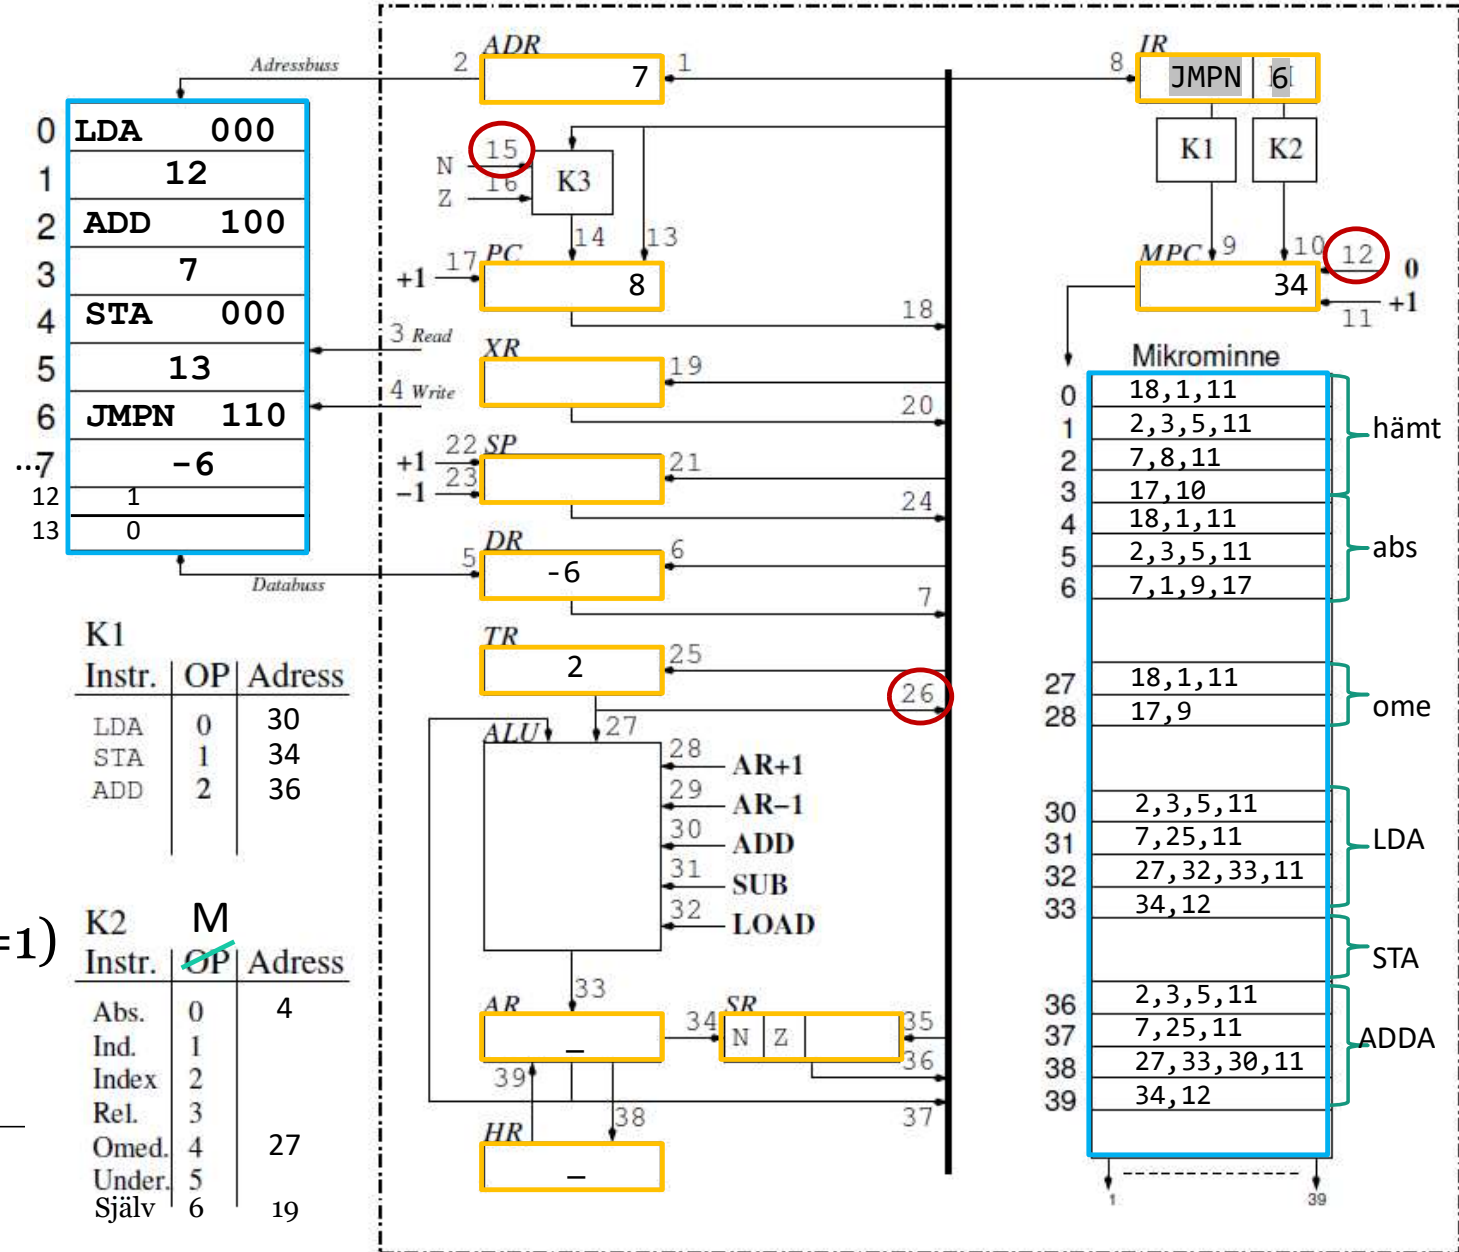 ADR
2
7
1
Adressbuss
IR
8
JMPN 6
K1 K2
0 LDA 000
1 12
2 ADD 100
3 7
4 STA 000
5 13
6 JMPN 110
...7 -6
12 1
13 0
Databuss
N 15
Z 16
K3
14 13
+1 17 PC
8
18
3 Read
4 Write
XR
19
20
+1 22 SP
-1 23
21
24
5 DR 6
-6
7
TR
2
25
26
27
ALU
28 AR+1
29 AR–1
30 ADD
31 SUB
32 LOAD
33
AR
_
34 SR
N Z
35
36
37
39 38
HR
_
9 10 12 0
MPC
34
11 +1
Mikrominne
0 18,1,11
1 2,3,5,11
hämt
2 7,8,11
3 17,10
4 18,1,11
5 2,3,5,11
abs
6 7,1,9,17
27 18,1,11
28 17,9
ome
30 2,3,5,11
31 7,25,11
LDA
32 27,32,33,11
33 34,12
STA
36 2,3,5,11
37 7,25,11
ADDA
38 27,33,30,11
39 34,12
1 39
K1
Instr. OP Adress
LDA 0 30
STA 1 34
ADD 2 36
=1)
K2 M
Instr. OP Adress
Abs. 0 4
Ind. 1
Index 2
Rel. 3
Omed. 4 27
Under. 5
Själv 6 19